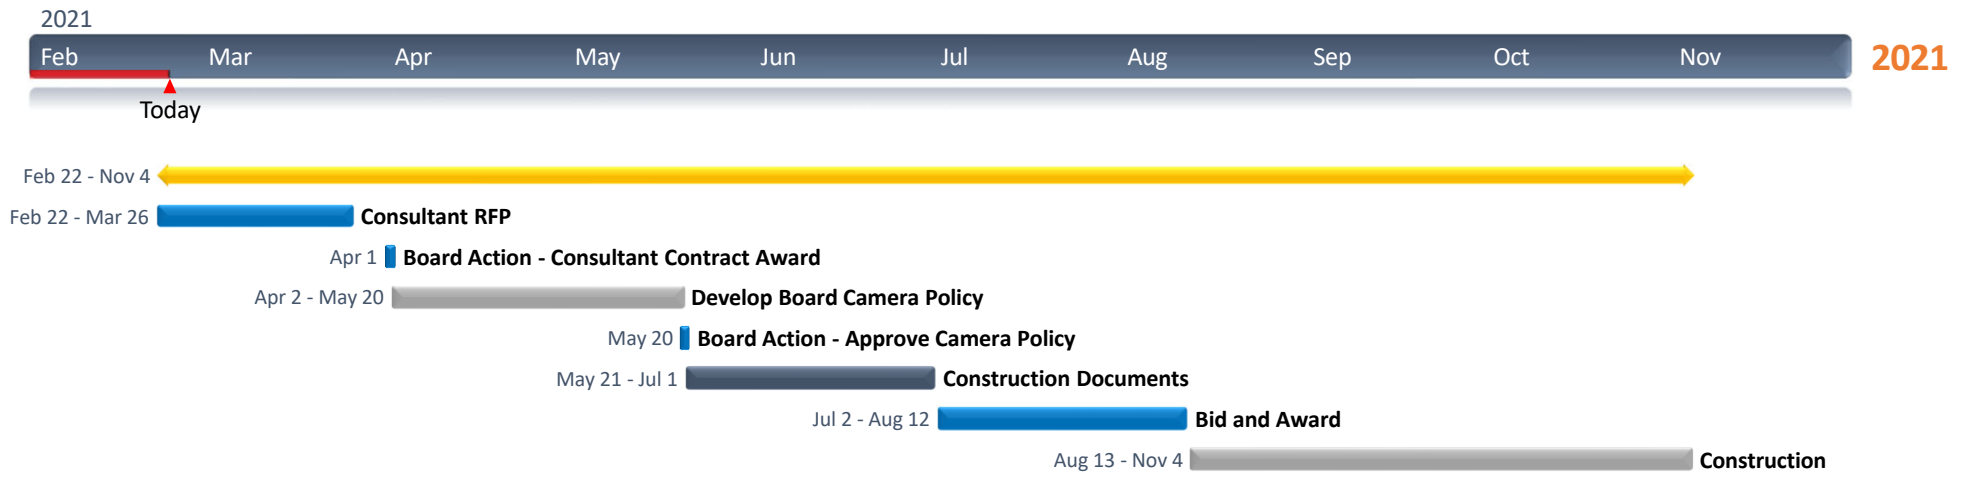 2021
Feb Mar Apr May Jun Jul Aug Sep Oct Nov 2021
Today
Feb 22 - Nov 4
Feb 22 - Mar 26 Consultant RFP
Apr 1 Board Action - Consultant Contract Award
Apr 2 - May 20 Develop Board Camera Policy
May 20 Board Action - Approve Camera Policy
May 21 - Jul 1 Construction Documents
Jul 2 - Aug 12 Bid and Award
Aug 13 - Nov 4 Construction